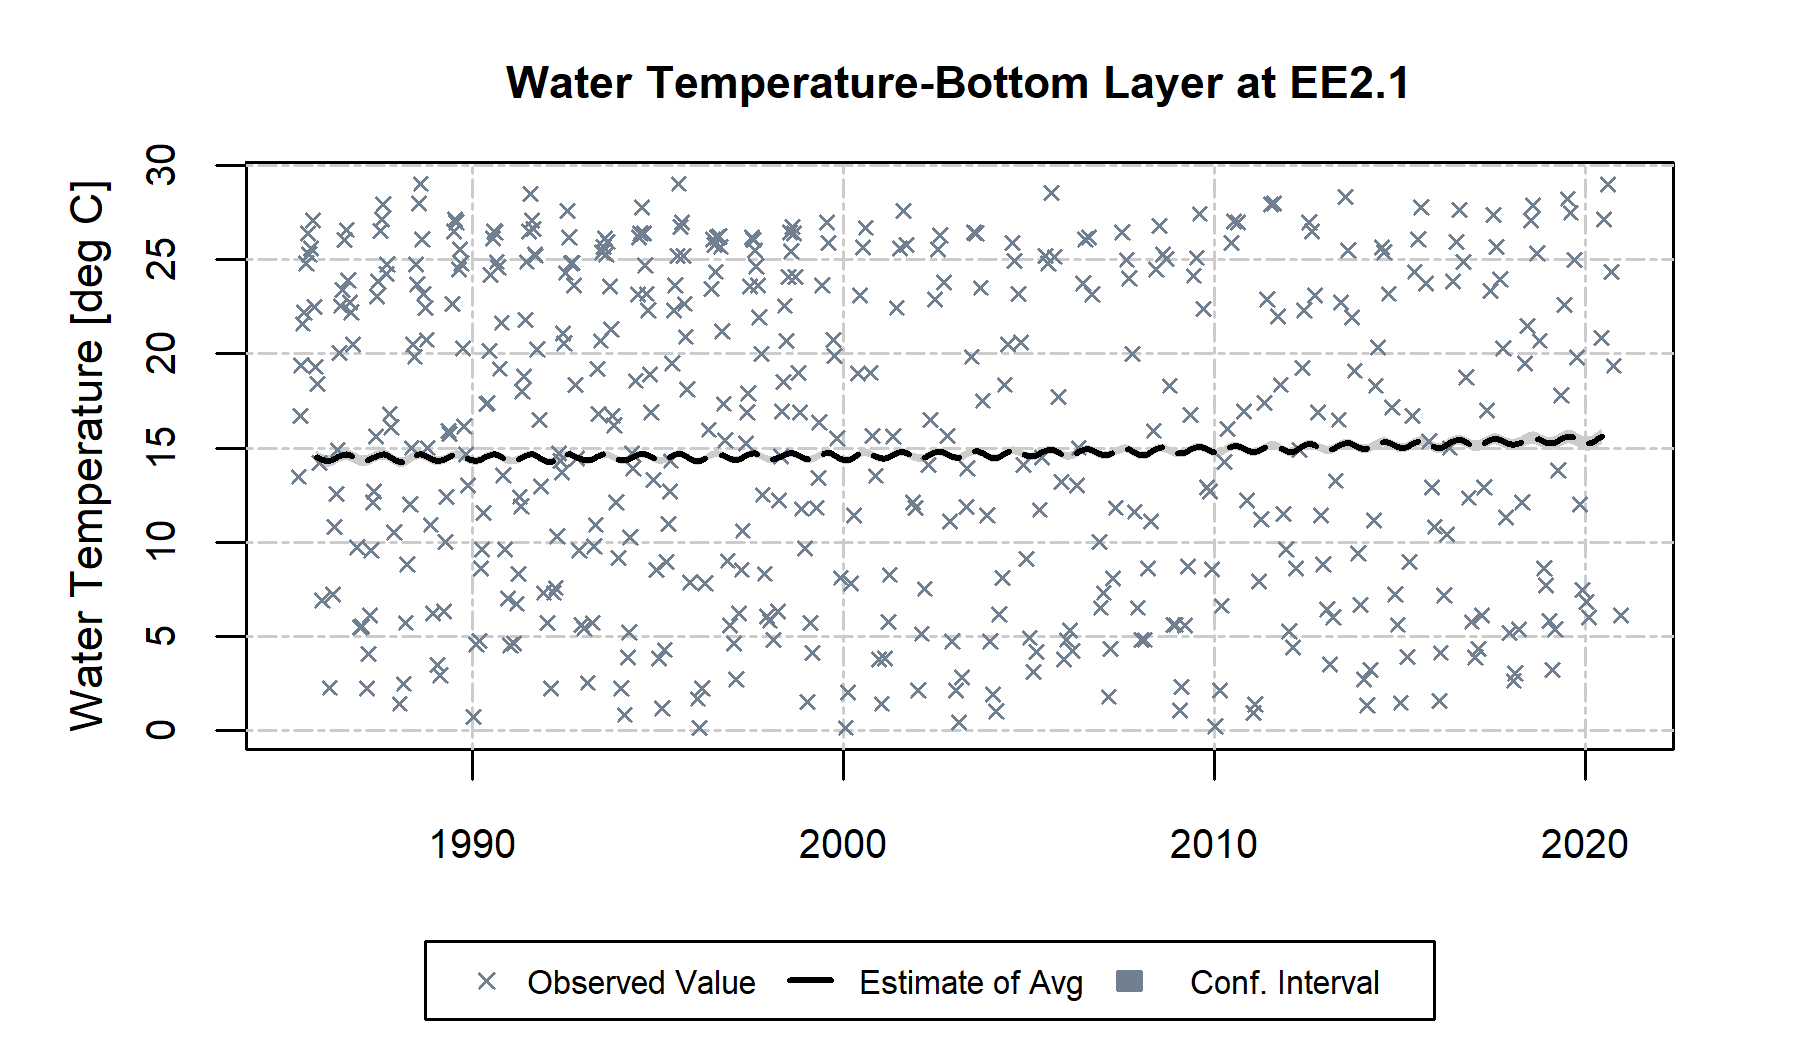 Water Temperature-Bottom Layer at EE2.1
Water Temperature [deg C]
30
25
20
15
10
5
0
1990 2000 2010 2020
Observed Value Estimate of Avg Conf. Interval